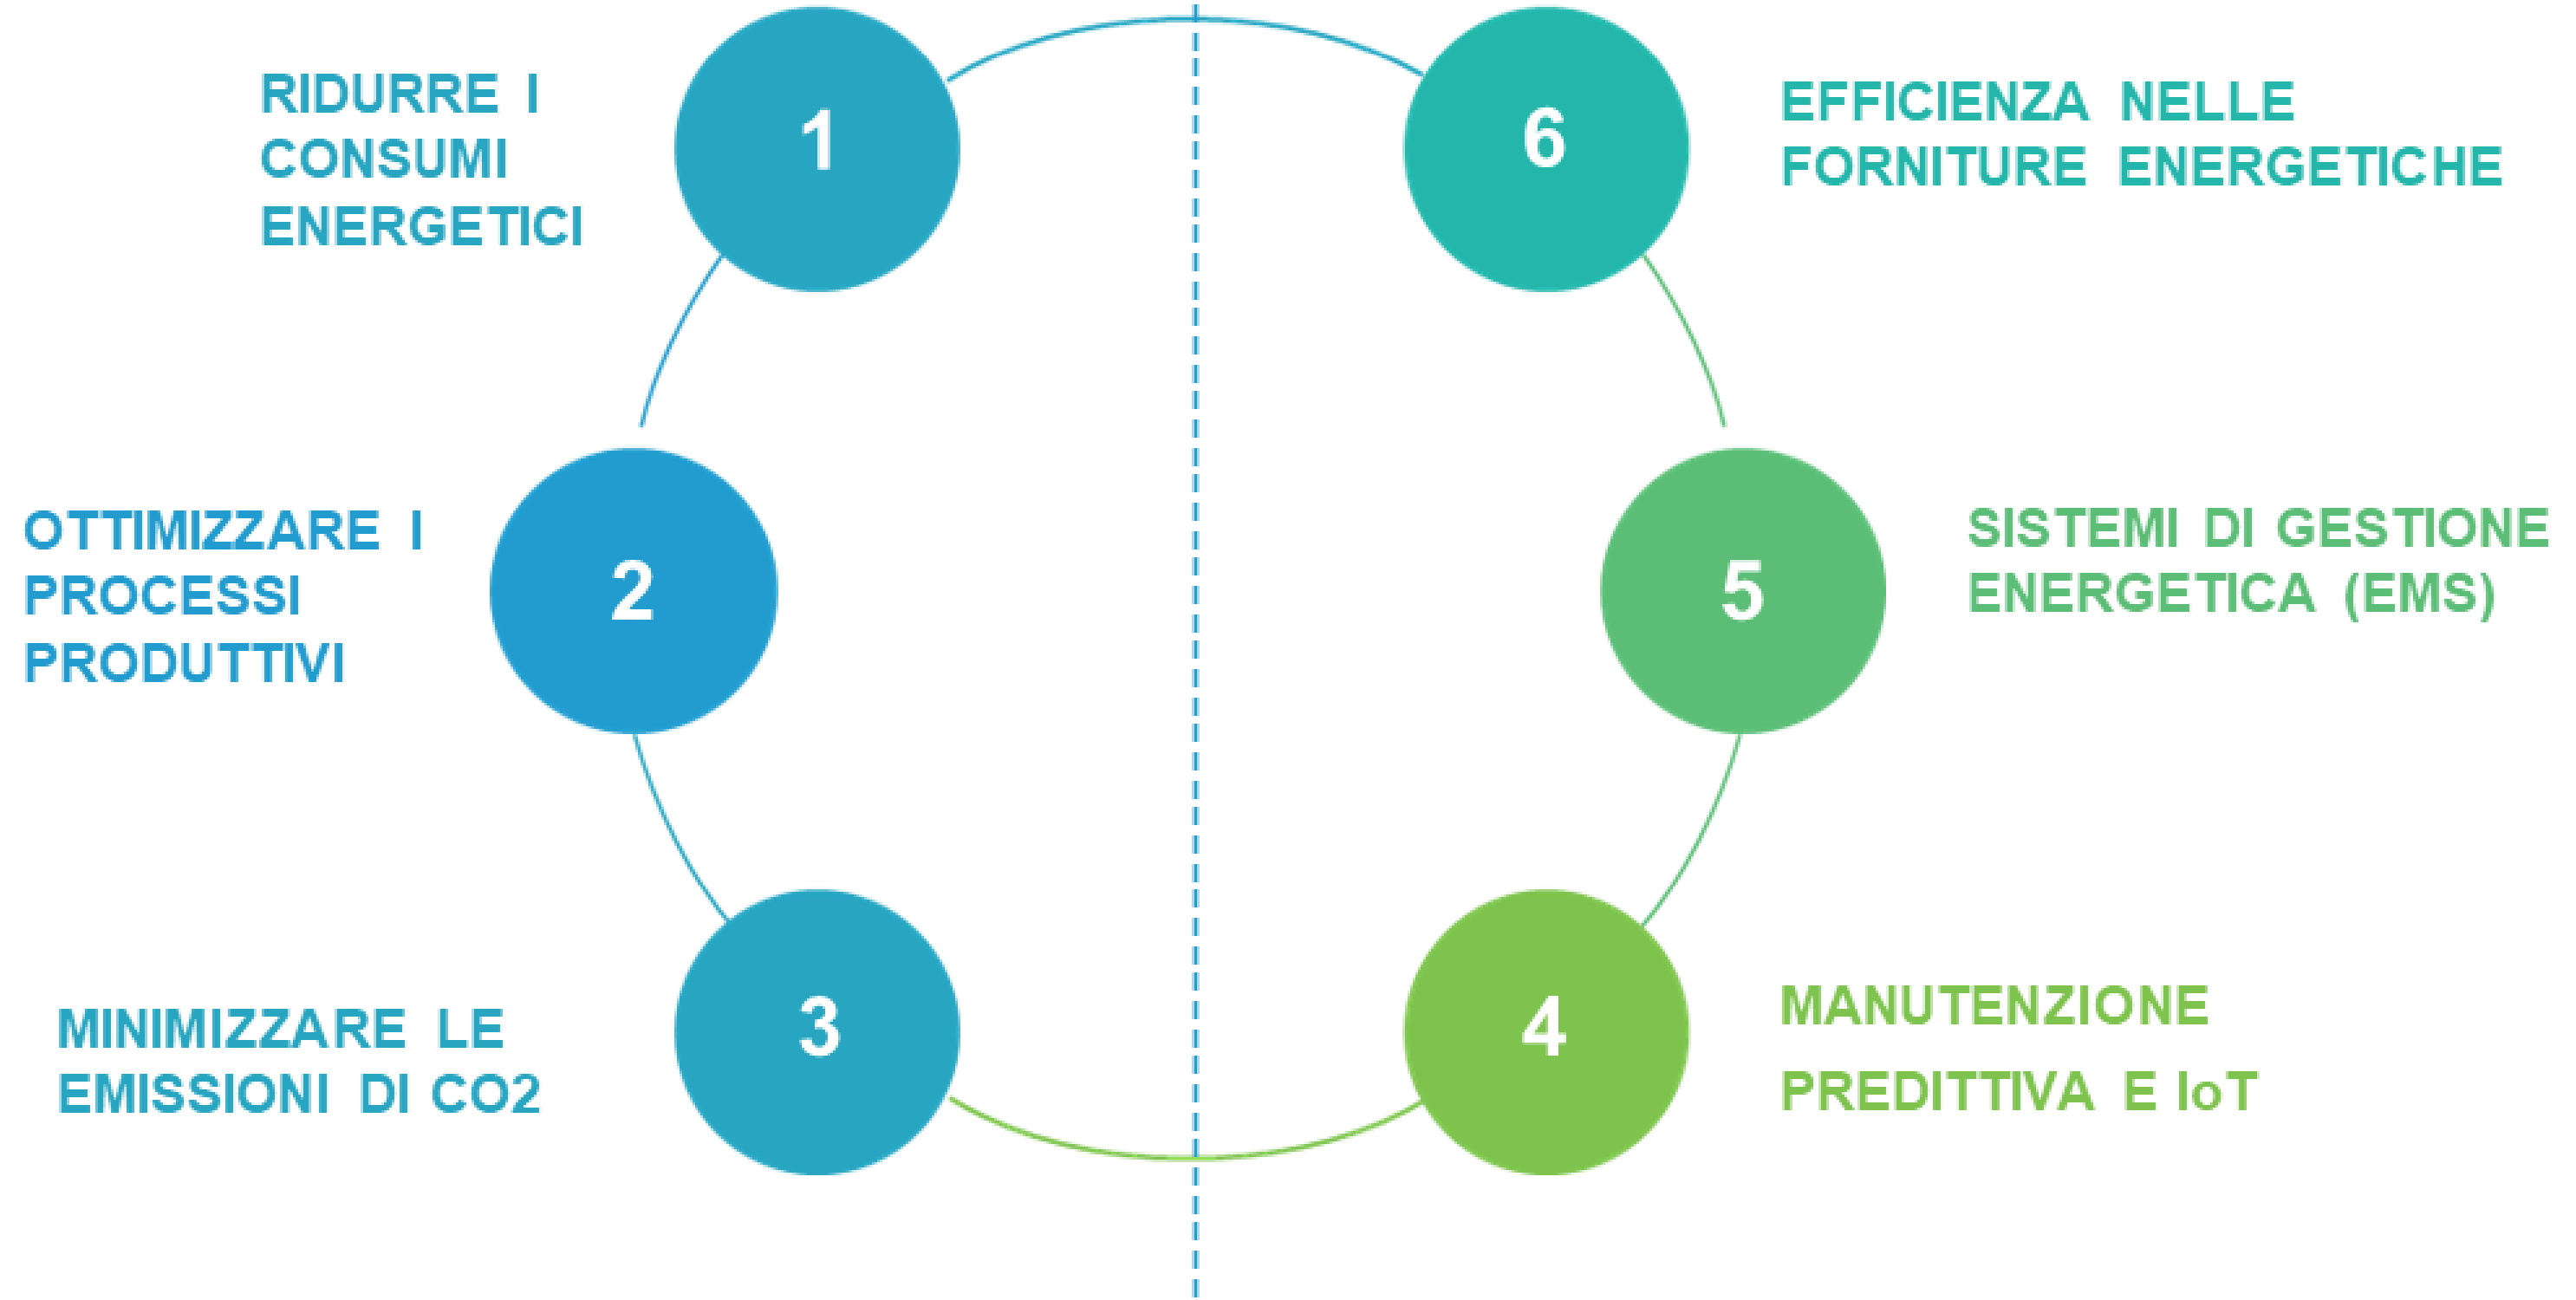 RIDURRE I
CONSUMI
ENERGETICI
1
OTTIMIZZARE I
PROCESSI
PRODUTTIVI
2
MINIMIZZARE LE
EMISSIONI DI CO2
3
6
EFFICIENZA NELLE
FORNITURE ENERGETICHE
5
SISTEMI DI GESTIONE
ENERGETICA (EMS)
4
MANUTENZIONE
PREDITTIVA E IoT